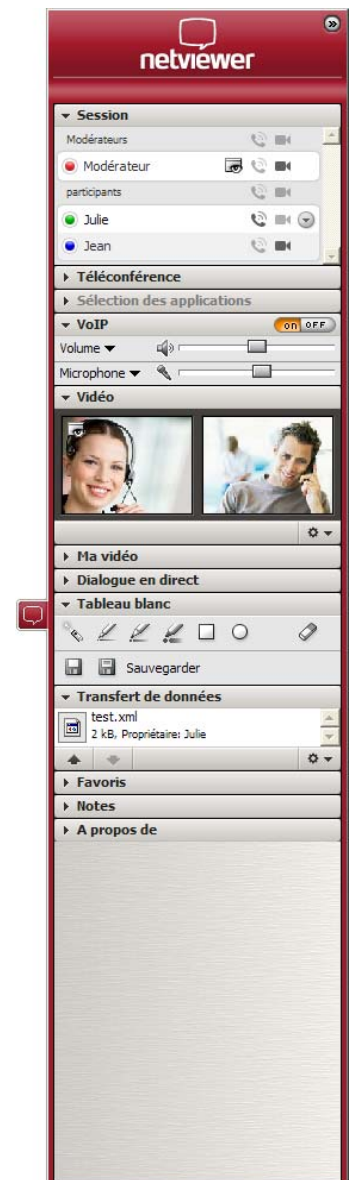 netviewer
Session
Modérateurs
Modérateur
participants
Julie
Jean
Téléconférence
Sélection des applications
VoIP
on OFF
Volume
Microphone
Vidéo
Ma vidéo
Dialogue en direct
Tableau blanc
Sauvegarder
Transfert de données
test.xml
2 kB, Propriétaire: Julie
Favoris
Notes
A propos de